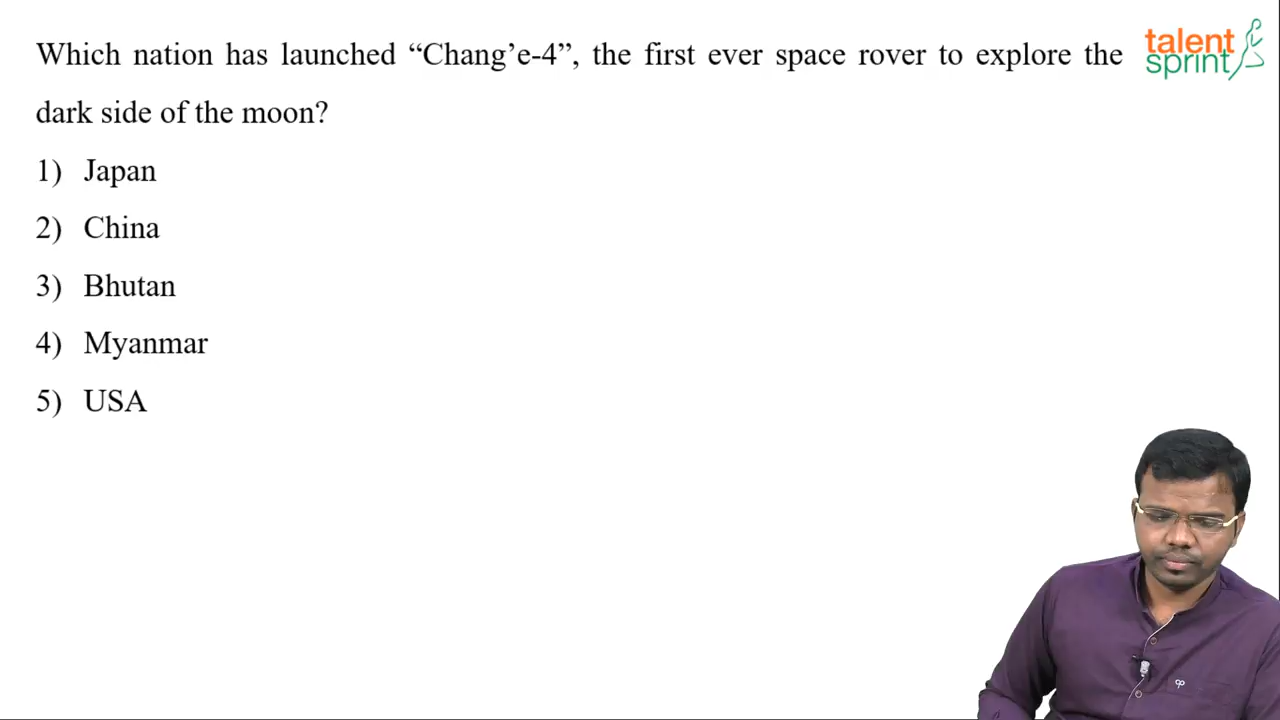 Which nation has launched “Chang’e-4”, the first ever space rover to explore the
dark side of the moon?
1) Japan
2) China
3) Bhutan
4) Myanmar
5) USA
talent
sprint